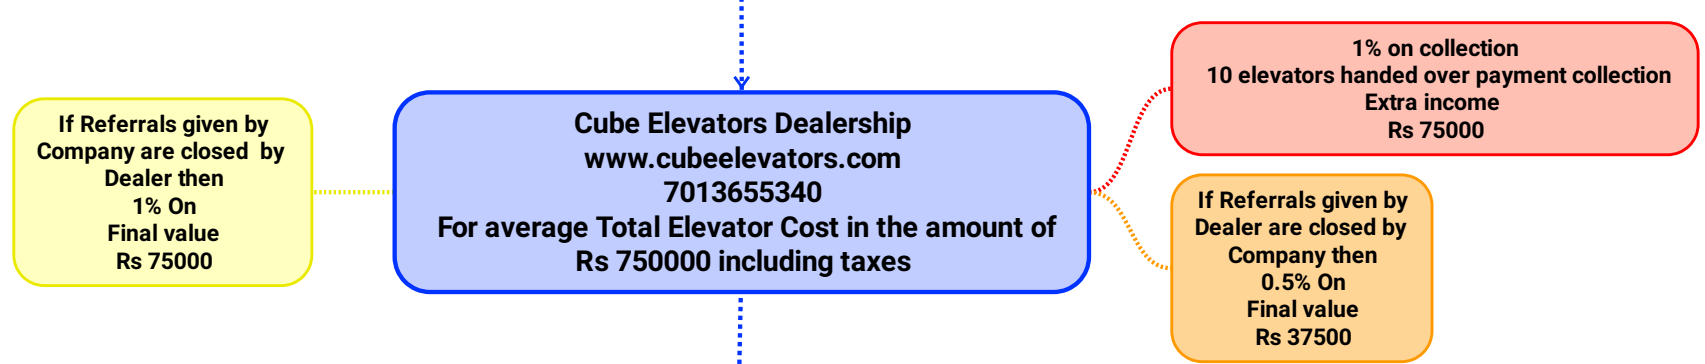 If Referrals given by
Company are closed by
Dealer then
1% On
Final value
Rs 75000
Cube Elevators Dealership
www.cubeelevators.com
7013655340
For average Total Elevator Cost in the amount of
Rs 750000 including taxes
1% on collection
10 elevators handed over payment collection
Extra income
Rs 75000
If Referrals given by
Dealer are closed by
Company then
0.5% On
Final value
Rs 37500